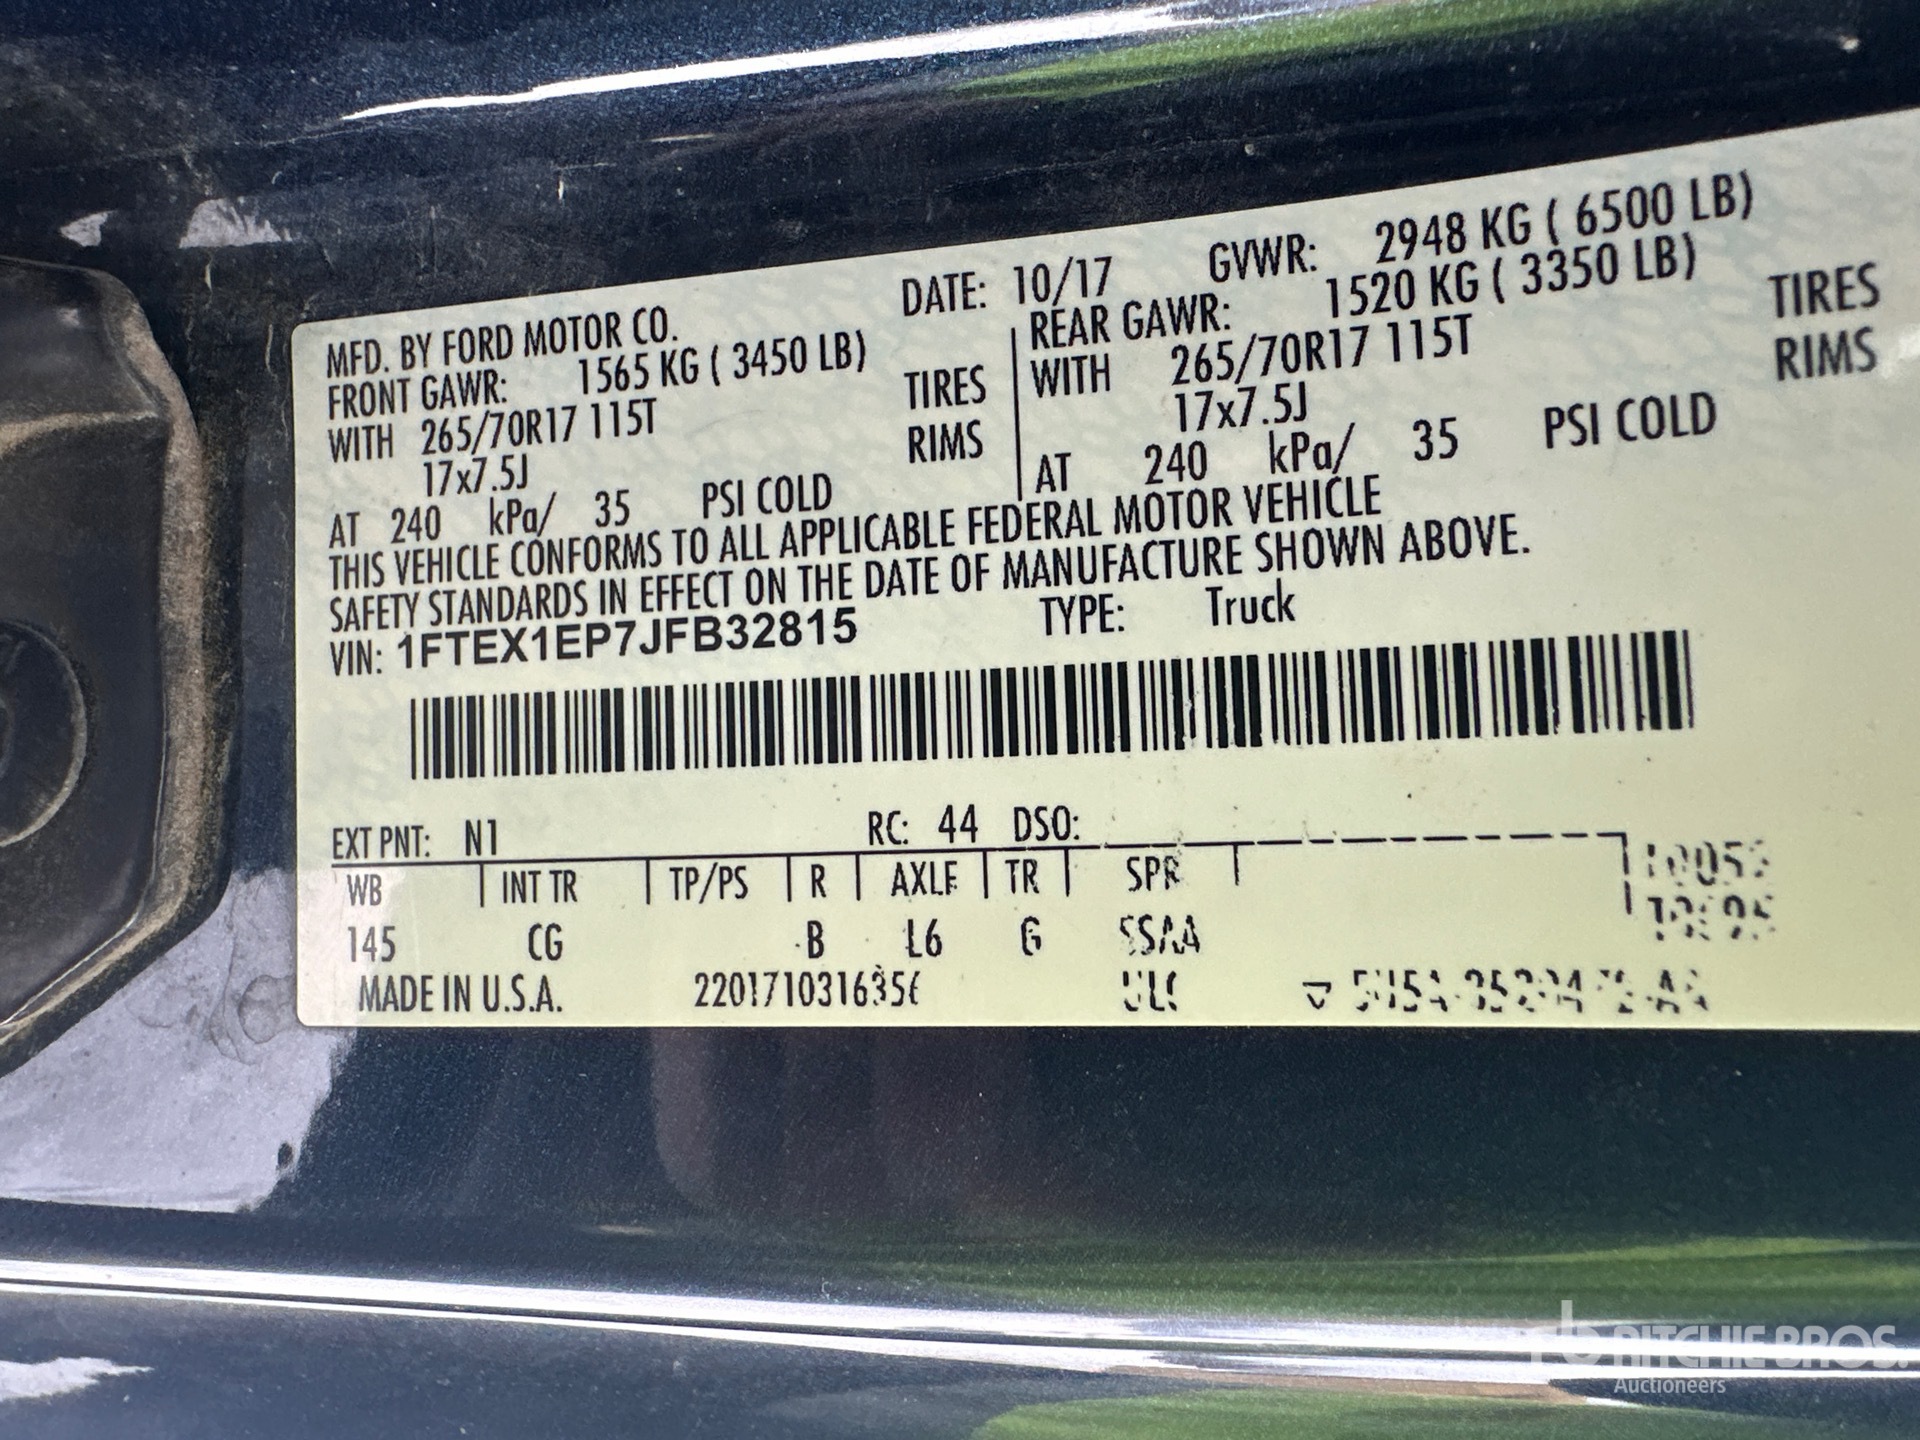 MFD. BY FORD MOTOR CO. DATE: 10/17 GVWR: 2948 KG ( 6500 LB)
FRONT GAWR: 1565 KG ( 3450 LB) REAR GAWR: 1520 KG ( 3350 LB)
WITH 265/70R17 115T TIRES WITH 265/70R17 115T TIRES
17x7.5J RIMS 17x7.5J RIMS
AT 240 kPa/ 35 PSI COLD AT 240 kPa/ 35 PSI COLD
THIS VEHICLE CONFORMS TO ALL APPLICABLE FEDERAL MOTOR VEHICLE
SAFETY STANDARDS IN EFFECT ON THE DATE OF MANUFACTURE SHOWN ABOVE.
VIN: 1FTEX1EP7JFB32815 TYPE: Truck
EXT PNT: N1 RC: 44 DSO:
WB INT TR TP/PS R AXLE TR SPR
145 CG B L6 G SSAA
MADE IN U.S.A.
RITCHIE BROS.
Auctioneers